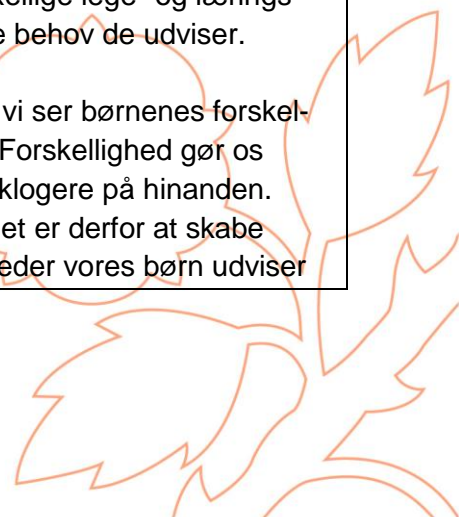 kellige lege- og lærings-
e behov de udviser.
vi ser børnenes forskel-
Forskellighed gør os
klogere på hinanden.
et er derfor at skabe
eder vores børn udviser